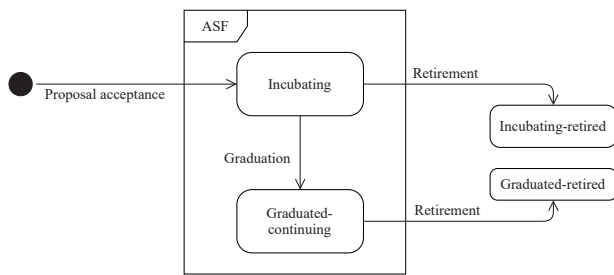 ASF
Proposal acceptance
Incubating
Retirement
Incubating-retired
Graduation
Graduated-retired
Graduated-
continuing
Retirement